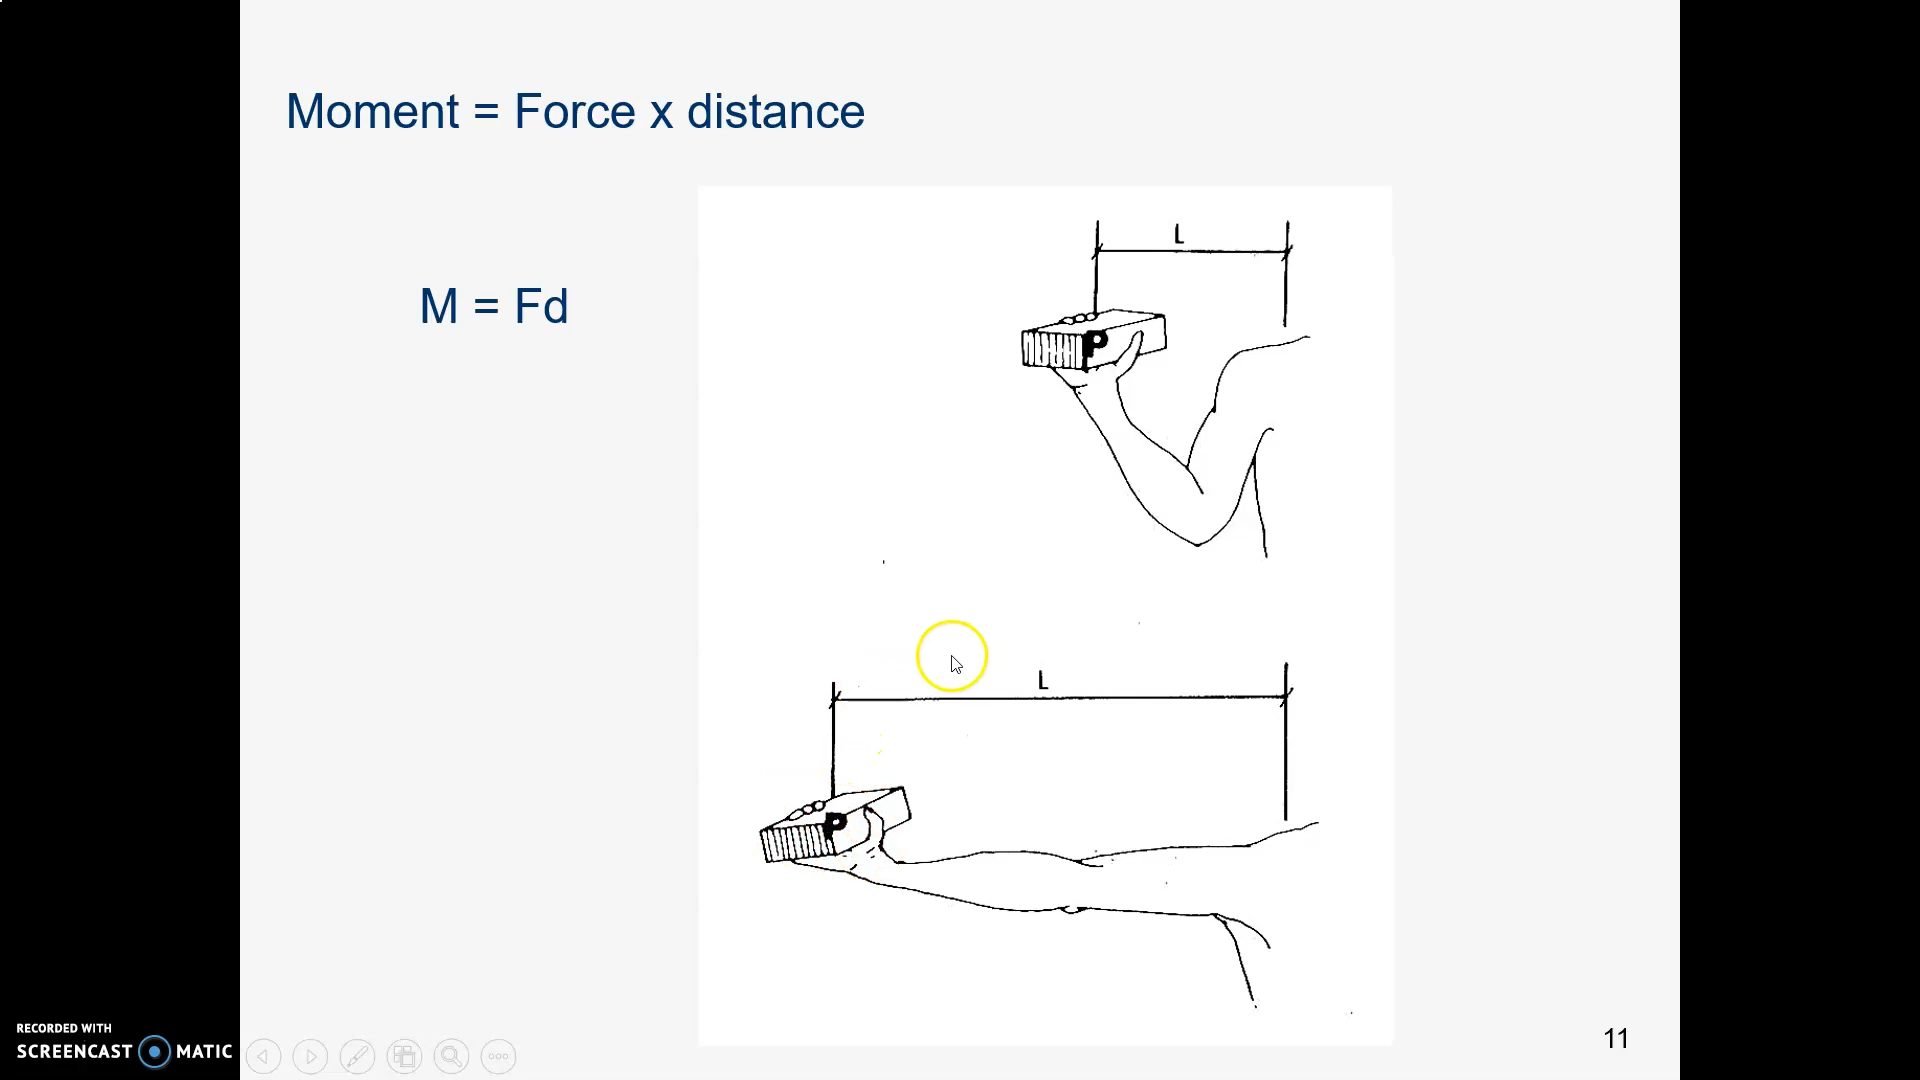 Moment = Force x distance
M = Fd
L
P
L
P
11
RECORDED WITH
SCREENCAST MATIC